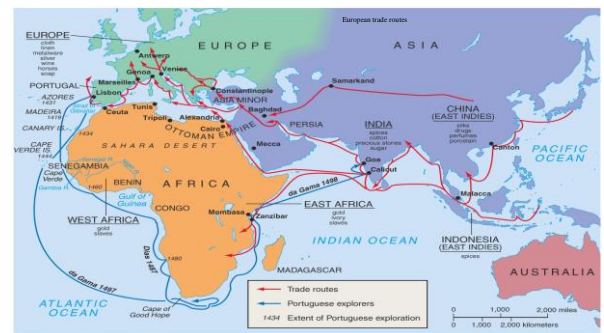 European trade routes
EUROPE
cloth
linen
metalware
silver
wine
horses
soap
EUROPE
ASIA
Antwerp
Venice
Genoa
Marseilles
PORTUGAL
Lisbon
AZORES
1431
MADEIRA
1419
CANARY IS.
Ceuta
Tunis
Tripoli
Alexandria
Cairo
Constantinople
ASIA MINOR
Baghdad
OTTOMAN EMPIRE
PERSIA
Samarkand
Mecca
1434
CAPE
VERDE IS.
1444
Cape
Verde
SENEGAMBIA
Senegal R.
Gambia R.
1460
SAHARA DESERT
AFRICA
BENIN
Gulf of
Guinea
CONGO
WEST AFRICA
gold
slaves
EAST AFRICA
gold
ivory
slaves
Mombasa
Zanzibar
MADAGASCAR
INDIA
spices
cotton
precious stones
sugar
Goa
Calicut
da Gama 1498
CHINA
(EAST INDIES)
silks
drugs
perfumes
porcelain
Canton
PACIFIC
OCEAN
Malacca
INDONESIA
(EAST INDIES)
spices
INDIAN OCEAN
AUSTRALIA
Dias 1487
1480
da Gama 1497
ATLANTIC
OCEAN
Cape of
Good Hope
Trade routes
Portuguese explorers
1434 Extent of Portuguese exploration
0 1,000 2,000 miles
0 1,000 2,000 kilometers